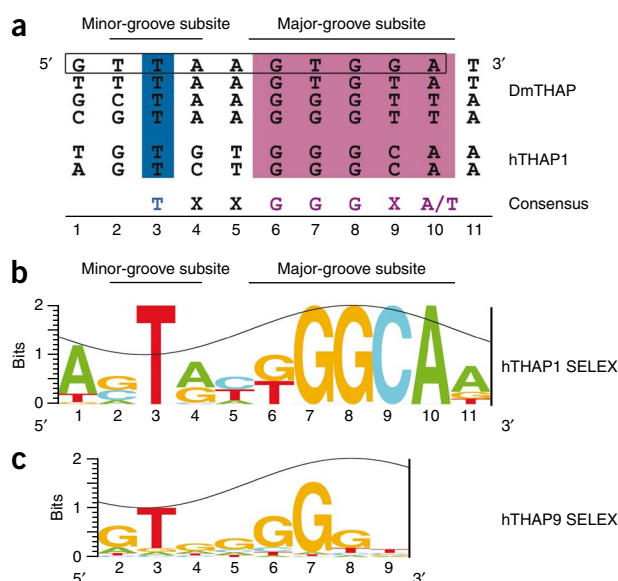 a
Minor-groove subsite Major-groove subsite
5′ G T T A A G T G G A T 3′
T T T A A G T G T A T
G C T A A G G G T T A
C G T A A G G G T T A
DmTHAP
T G T G T G G G C A A
A G T C T G G G C A A
hTHAP1
T X X G G G X A/T Consensus
1 2 3 4 5 6 7 8 9 10 11
b
Minor-groove subsite Major-groove subsite
2
1
0
Bits
A G T A C G G G C A A
T C G T T G
A T
hTHAP1 SELEX
1 2 3 4 5 6 7 8 9 10 11
5′ 3′
c
2
1
0
Bits
G T G G G G G
A
hTHAP9 SELEX
2 3 4 5 6 7 8 9
5′ 3′